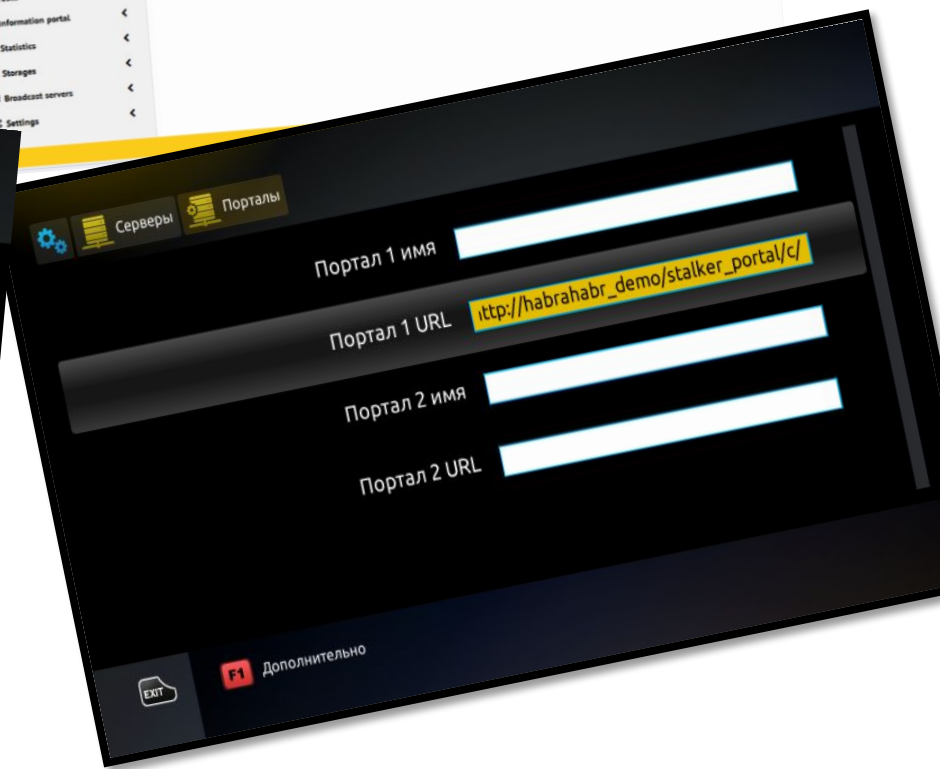 Information portal
Statistics
Storages
Broadcast servers
Settings
Серверы
Порталы
Портал 1 имя
Портал 1 URL
ttp://habrahabr_demo/stalker_portal/c/
Портал 2 имя
Портал 2 URL
EXIT
F1 Дополнительно